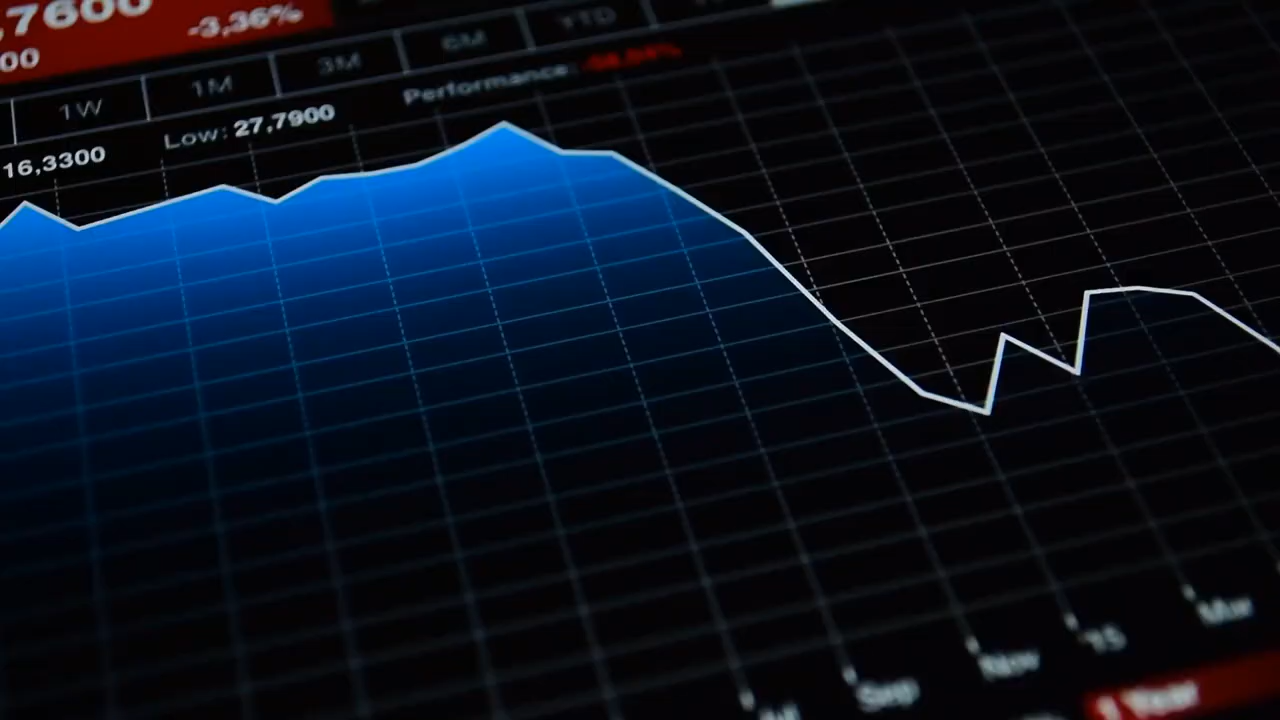 ,7600
-3,36%
00
1W 1M 3M 6M YTD
16,3300 Low: 27,7900 Performance:
Jul Sep Nov '15 Mar
1 Year